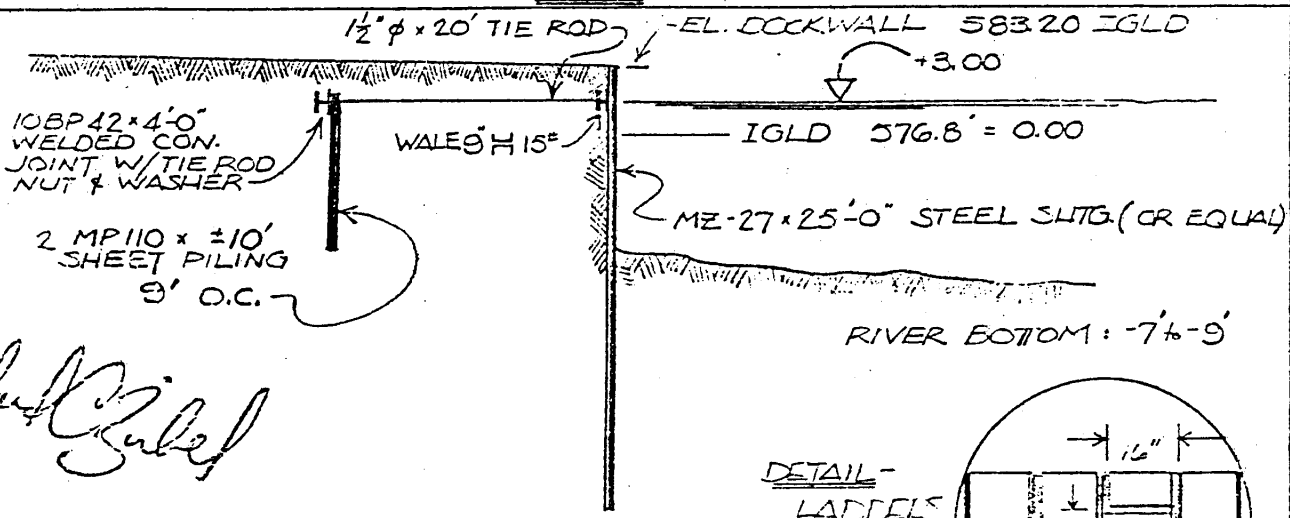 1½"ϕ x 20' TIE ROD
-EL. DOCKWALL 583.20 IGLD
+3.00
10BP42 x 4'-0"
WELDED CON.
JOINT W/TIE ROD
NUT & WASHER
WALE 9" H 15#
IGLD 576.8' = 0.00
MZ-27 x 25'-0" STEEL SHTG. (OR EQUAL)
2 MP110 x ±10'
SHEET PILING
9' O.C.
RIVER BOTTOM: -7' to -9'
16"
DETAIL-
LADDERS